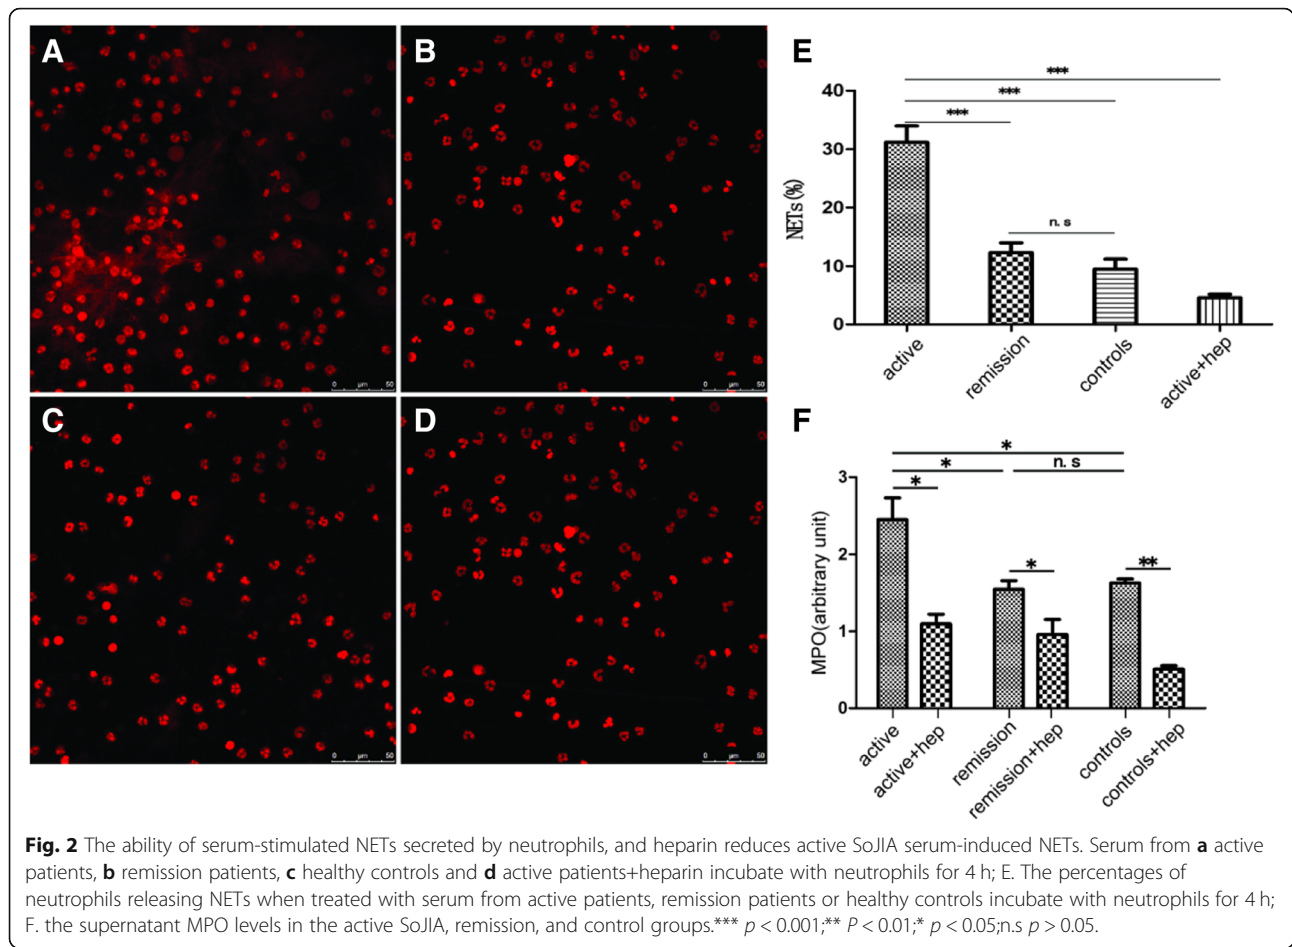 A
B
0 µm 50
0 µm 50
C
D
0 µm 50
0 µm 50
E
***
***
***
n. s
NETs(%)
40
30
20
10
0
active
remission
controls
active+hep
F
*
*
n. s
*
*
**
MPO(arbitrary unit)
3
2
1
0
active
active+hep
remission
remission+hep
controls
controls+hep
Fig. 2 The ability of serum-stimulated NETs secreted by neutrophils, and heparin reduces active SoJIA serum-induced NETs. Serum from a active
patients, b remission patients, c healthy controls and d active patients+heparin incubate with neutrophils for 4 h; E. The percentages of
neutrophils releasing NETs when treated with serum from active patients, remission patients or healthy controls incubate with neutrophils for 4 h;
F. the supernatant MPO levels in the active SoJIA, remission, and control groups.*** p < 0.001;** P < 0.01;* p < 0.05;n.s p > 0.05.